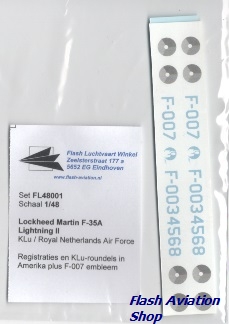 Flash Luchtvaart Winkel
Zeelsterstraat 177 a
5652 EG Eindhoven
www.flash-aviation.nl
Set FL48001
Schaal 1/48
Lockheed Martin F-35A
Lightning II
KLu / Royal Netherlands Air Force
Registraties en KLu-roundels in
Amerika plus F-007 embleem
F-007
F-0034568
F-007
F-0034568
Flash Aviation
Shop